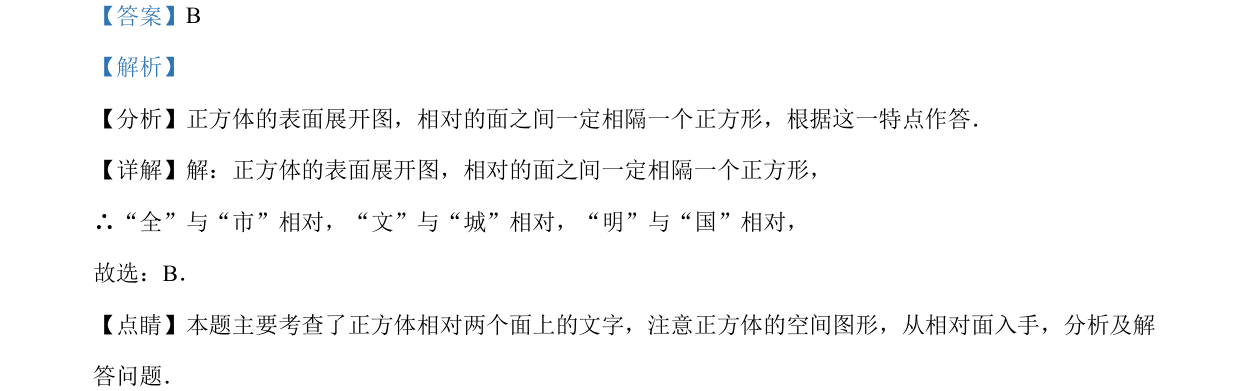 【答案】B
【解析】
【分析】正方体的表面展开图，相对的面之间一定相隔一个正方形，根据这一特点作答．
【详解】解：正方体的表面展开图，相对的面之间一定相隔一个正方形，
∴“全”与“市”相对，“文”与“城”相对，“明”与“国”相对，
故选：B．
【点睛】本题主要考查了正方体相对两个面上的文字，注意正方体的空间图形，从相对面入手，分析及解
答问题．